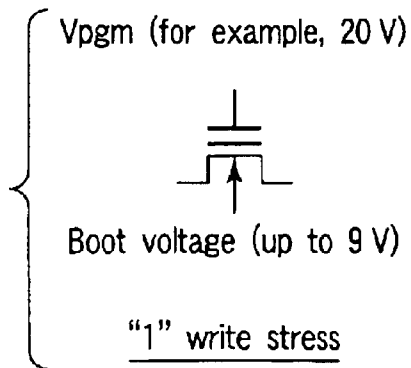 Vpgm (for example, 20 V)
Boot voltage (up to 9 V)
“1” write stress